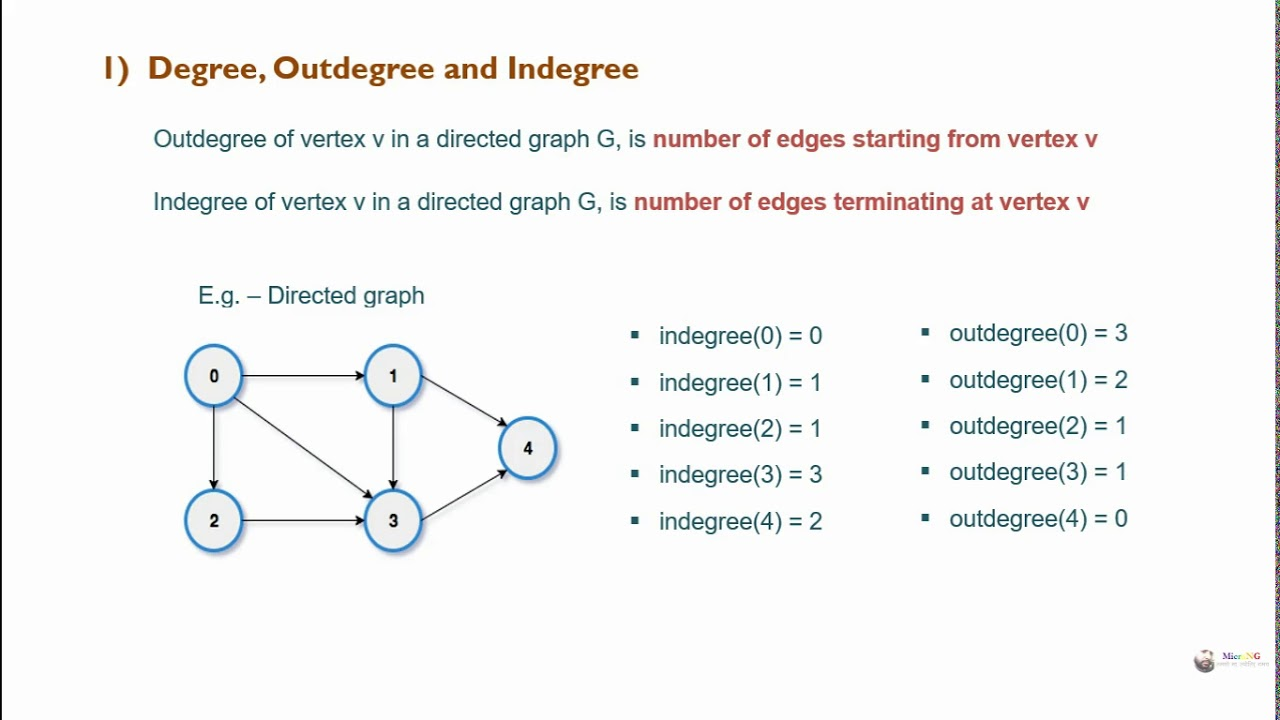 1) Degree, Outdegree and Indegree
Outdegree of vertex v in a directed graph G, is number of edges starting from vertex v
Indegree of vertex v in a directed graph G, is number of edges terminating at vertex v
E.g. – Directed graph
0
1
4
2
3
▪ indegree(0) = 0
▪ indegree(1) = 1
▪ indegree(2) = 1
▪ indegree(3) = 3
▪ indegree(4) = 2
▪ outdegree(0) = 3
▪ outdegree(1) = 2
▪ outdegree(2) = 1
▪ outdegree(3) = 1
▪ outdegree(4) = 0
MicroNG